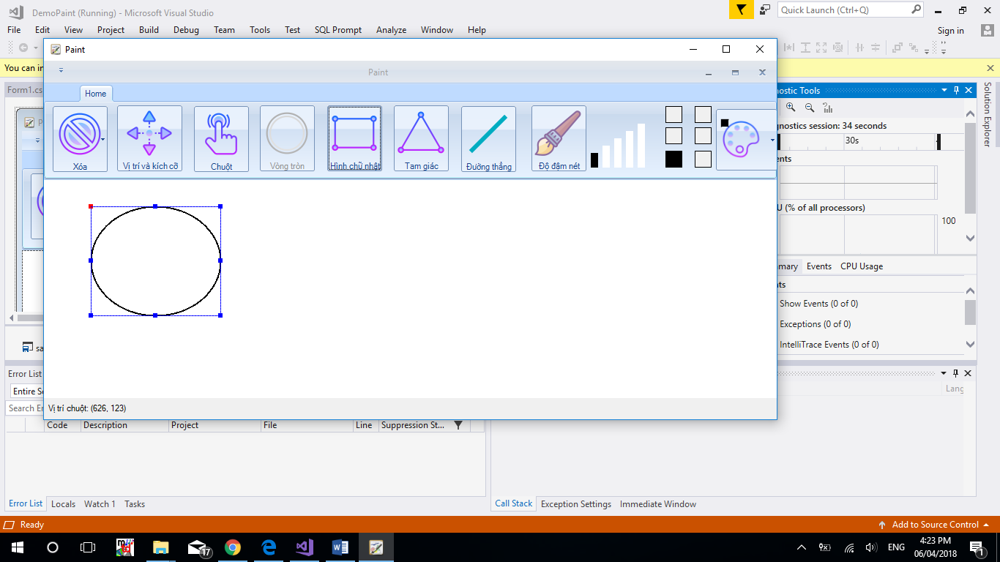 DemoPaint (Running) - Microsoft Visual Studio
Quick Launch (Ctrl+Q)
File Edit View Project Build Debug Team Tools Test SQL Prompt Analyze Window Help
Sign in
Paint
You can in
Paint
Form1.cs
Home
nostic Tools
Solution Explorer
gnostics session: 34 seconds
30s
Xóa
Vị trí và kích cỡ
Chuột
Vòng tròn
Hình chũ nhật
Tam giác
Đường thẳng
Độ đậm nét
ents
U (% of all processors)
100
mary Events CPU Usage
ts
Show Events (0 of 0)
Exceptions (0 of 0)
IntelliTrace Events (0 of 0)
sa
Error List
Entire So
Lang
Search Er
Vị trí chuột: (626, 123)
Code Description Project File Line Suppression St...
Error List Locals Watch 1 Tasks
Call Stack Exception Settings Immediate Window
Ready
Add to Source Control
17
ENG
4:23 PM
06/04/2018
1